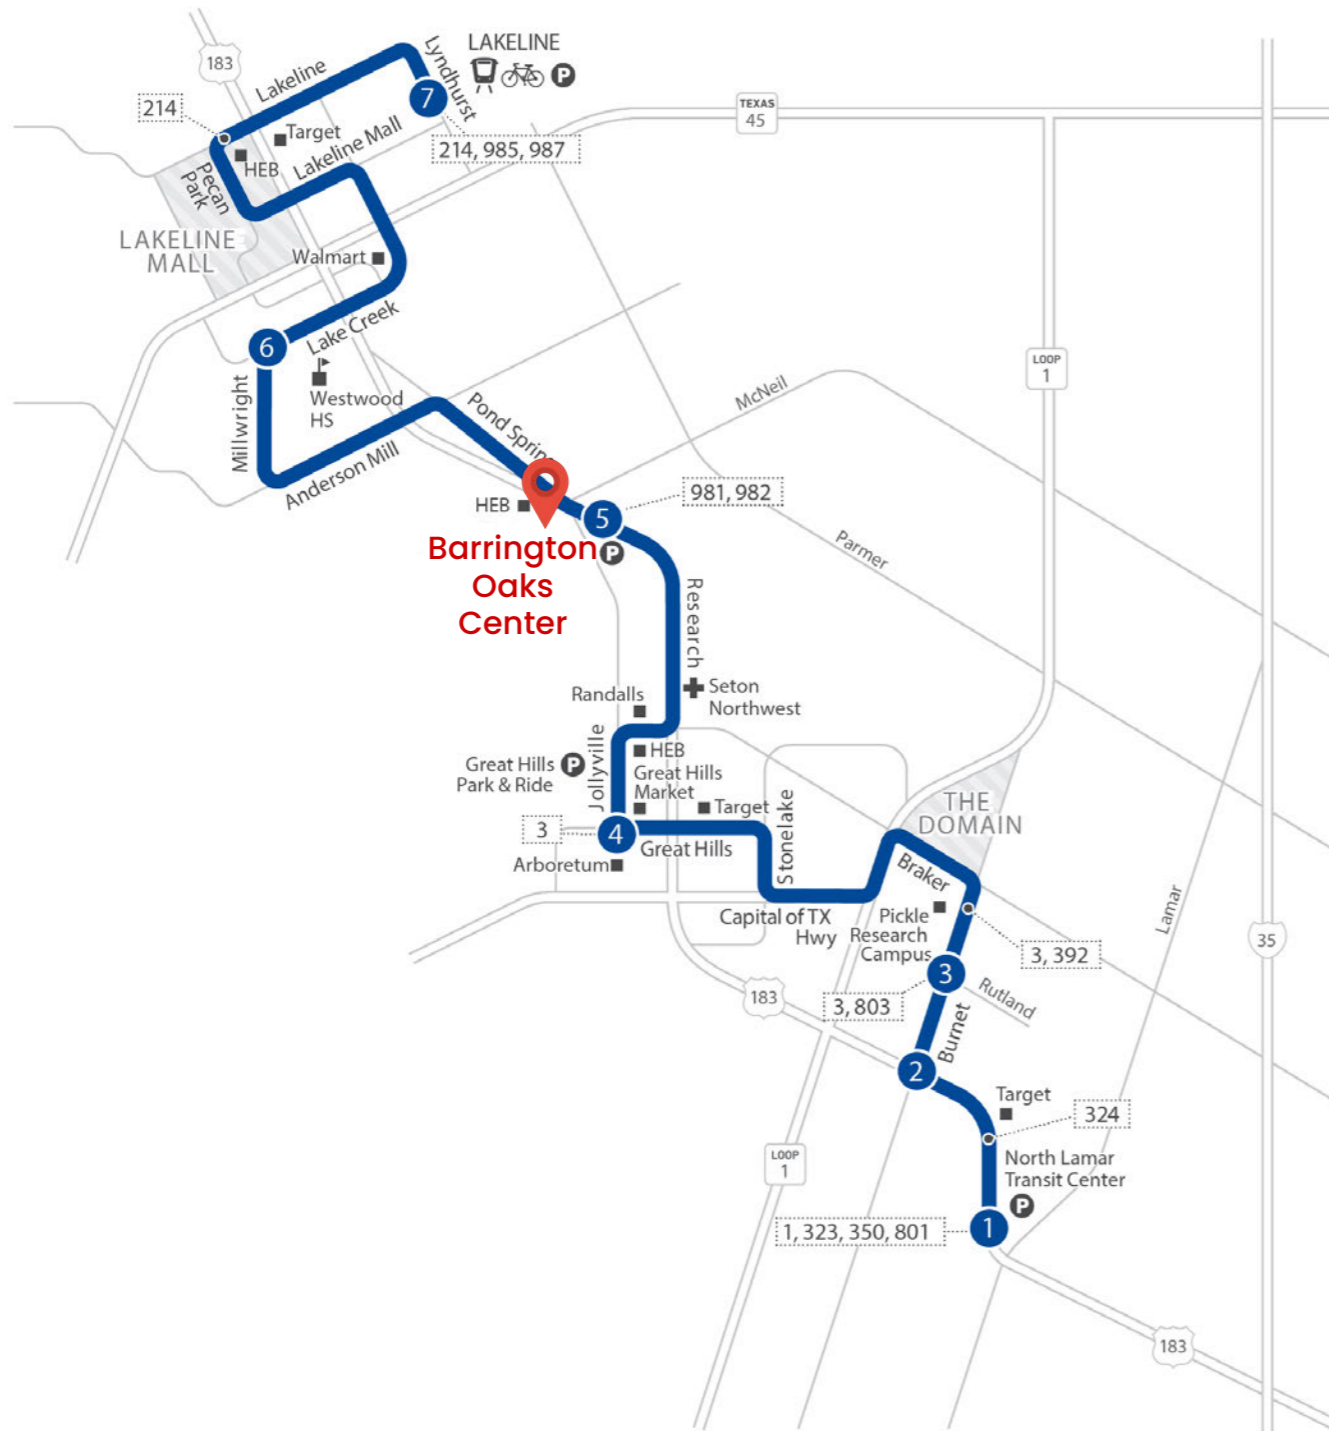 LAKELINE
P
183
Lyndhurst
Lakeline
7
214
Target
Lakeline Mall
HEB
214, 985, 987
TEXAS
45
Pecan
Park
LAKELINE
MALL
Walmart
Lake Creek
6
Westwood
HS
Millwright
Anderson Mill
Pond Spring
McNeil
LOOP
1
HEB
5
981, 982
P
Barrington
Oaks
Center
Parmer
Research
Randalls
Seton
Northwest
Jollyville
Great Hills
Park & Ride
P
HEB
Great Hills
Market
Target
3
4
Great Hills
Arboretum
Stonelake
THE
DOMAIN
Braker
Capital of TX
Hwy
Pickle
Research
Campus
3, 392
Lamar
35
3
Rutland
183
3, 803
Burnet
2
Target
324
LOOP
1
North Lamar
Transit Center
P
1, 323, 350, 801
1
183